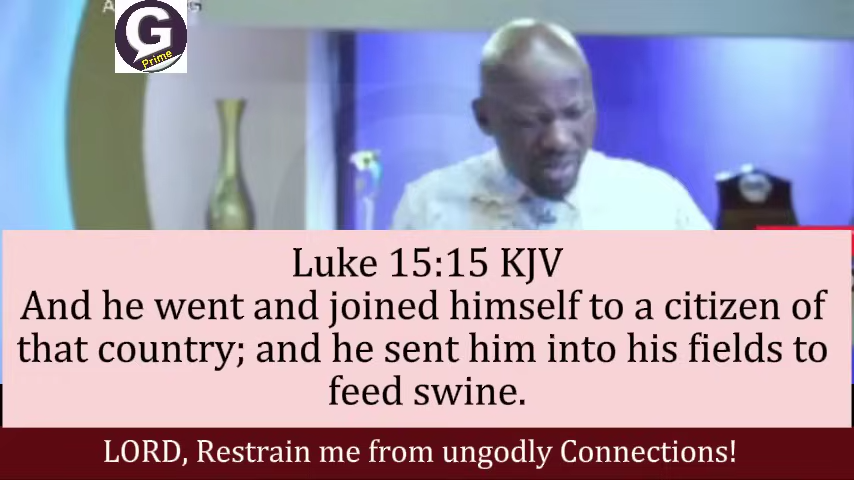 G
Prime
Luke 15:15 KJV
And he went and joined himself to a citizen of
that country; and he sent him into his fields to
feed swine.
LORD, Restrain me from ungodly Connections!